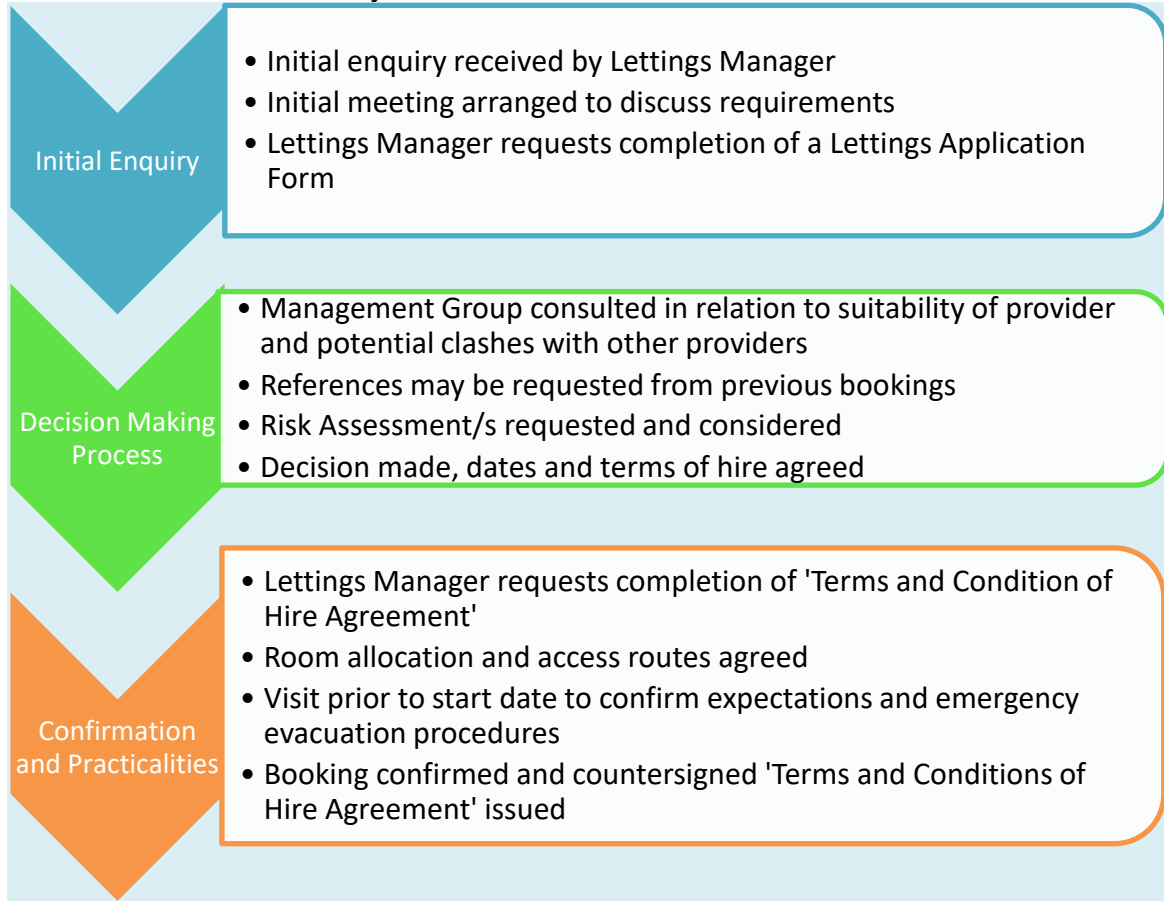 Initial Enquiry
• Initial enquiry received by Lettings Manager
• Initial meeting arranged to discuss requirements
• Lettings Manager requests completion of a Lettings Application
Form
Decision Making
Process
• Management Group consulted in relation to suitability of provider
and potential clashes with other providers
• References may be requested from previous bookings
• Risk Assessment/s requested and considered
• Decision made, dates and terms of hire agreed
Confirmation
and Practicalities
• Lettings Manager requests completion of 'Terms and Condition of
Hire Agreement'
• Room allocation and access routes agreed
• Visit prior to start date to confirm expectations and emergency
evacuation procedures
• Booking confirmed and countersigned 'Terms and Conditions of
Hire Agreement' issued